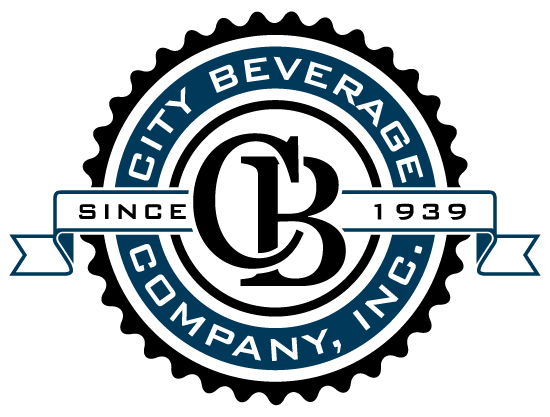 CITY BEVERAGE
SINCE CB 1939
COMPANY, INC.